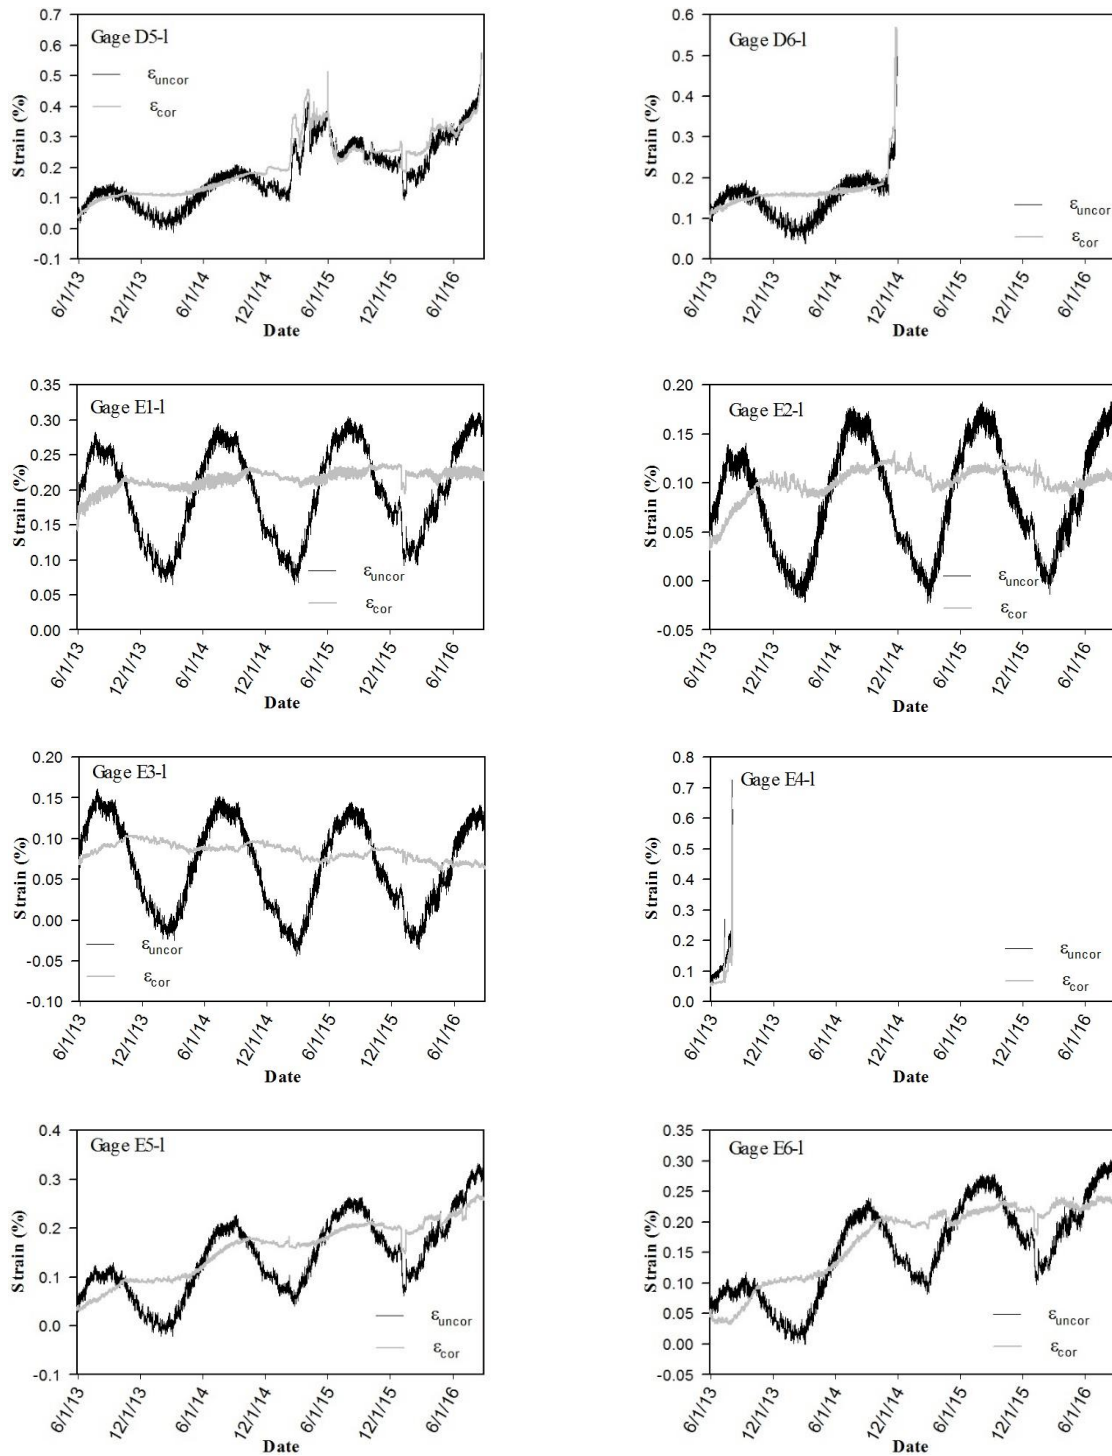 Gage D5-l
Strain (%)
0.7
0.6
0.5
0.4
0.3
0.2
0.1
0.0
-0.1
εuncor
εcor
6/1/13
12/1/13
6/1/14
12/1/14
6/1/15
12/1/15
6/1/16
Date
Gage D6-l
Strain (%)
0.6
0.5
0.4
0.3
0.2
0.1
0.0
εuncor
εcor
6/1/13
12/1/13
6/1/14
12/1/14
6/1/15
12/1/15
6/1/16
Date
Gage E1-l
Strain (%)
0.35
0.30
0.25
0.20
0.15
0.10
0.05
0.00
εuncor
εcor
6/1/13
12/1/13
6/1/14
12/1/14
6/1/15
12/1/15
6/1/16
Date
Gage E2-l
Strain (%)
0.20
0.15
0.10
0.05
0.00
-0.05
εuncor
εcor
6/1/13
12/1/13
6/1/14
12/1/14
6/1/15
12/1/15
6/1/16
Date
Gage E3-l
Strain (%)
0.20
0.15
0.10
0.05
0.00
-0.05
-0.10
εuncor
εcor
6/1/13
12/1/13
6/1/14
12/1/14
6/1/15
12/1/15
6/1/16
Date
Gage E4-l
Strain (%)
0.8
0.7
0.6
0.5
0.4
0.3
0.2
0.1
0.0
εuncor
εcor
6/1/13
12/1/13
6/1/14
12/1/14
6/1/15
12/1/15
6/1/16
Date
Gage E5-l
Strain (%)
0.4
0.3
0.2
0.1
0.0
-0.1
εuncor
εcor
6/1/13
12/1/13
6/1/14
12/1/14
6/1/15
12/1/15
6/1/16
Date
Gage E6-l
Strain (%)
0.35
0.30
0.25
0.20
0.15
0.10
0.05
0.00
-0.05
εuncor
εcor
6/1/13
12/1/13
6/1/14
12/1/14
6/1/15
12/1/15
6/1/16
Date